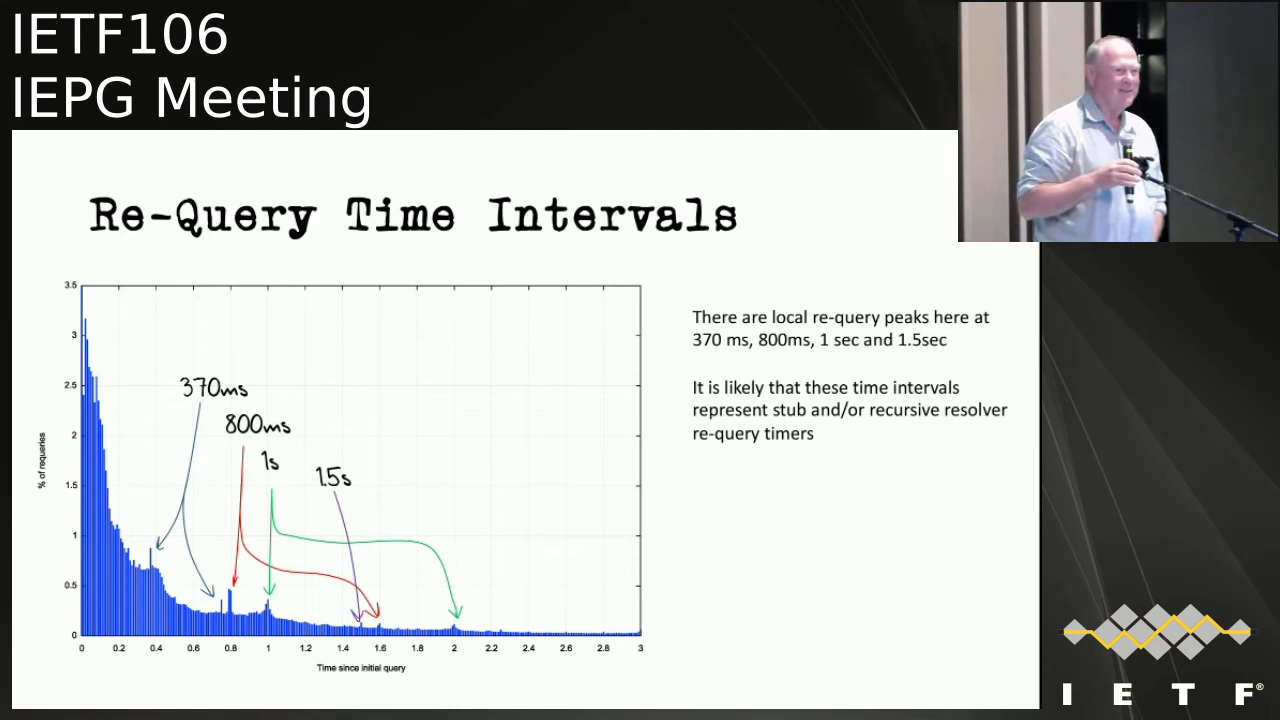 IETF106
IEPG Meeting
Re-Query Time Intervals
3.5
3
2.5
2
1.5
1
0.5
0
% of requeries
370ms
800ms
1s
1.5s
0 0.2 0.4 0.6 0.8 1 1.2 1.4 1.6 1.8 2 2.2 2.4 2.6 2.8 3
Time since initial query
There are local re-query peaks here at
370 ms, 800ms, 1 sec and 1.5sec
It is likely that these time intervals
represent stub and/or recursive resolver
re-query timers
I E T F®